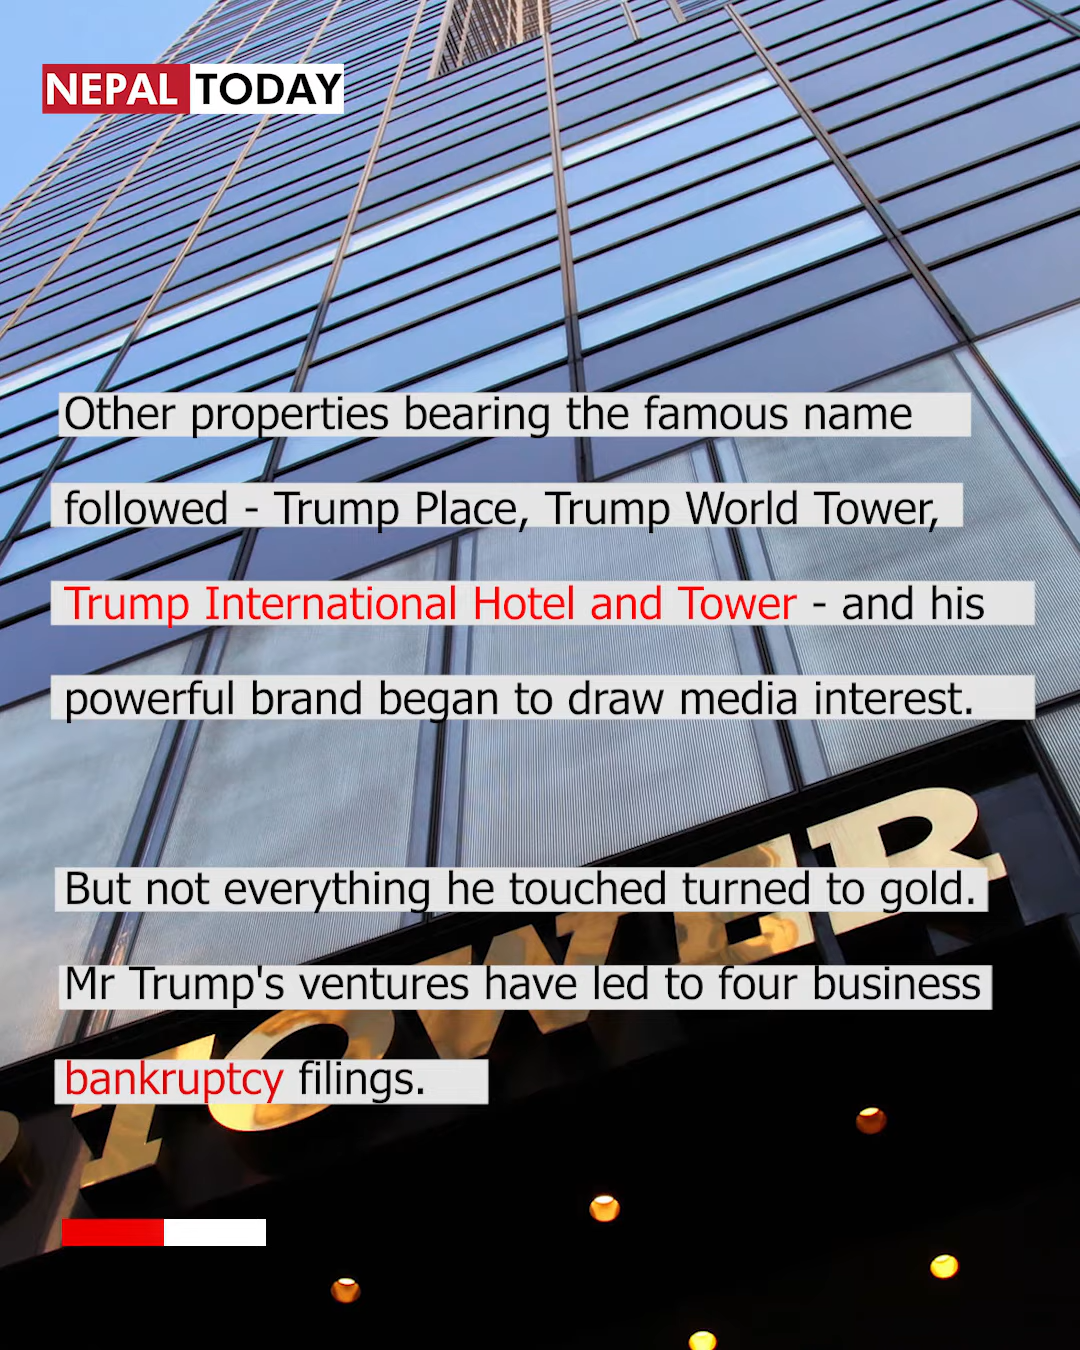 NEPAL TODAY
Other properties bearing the famous name
followed - Trump Place, Trump World Tower,
Trump International Hotel and Tower - and his
powerful brand began to draw media interest.
But not everything he touched turned to gold.
Mr Trump's ventures have led to four business
bankruptcy filings.
TOWER